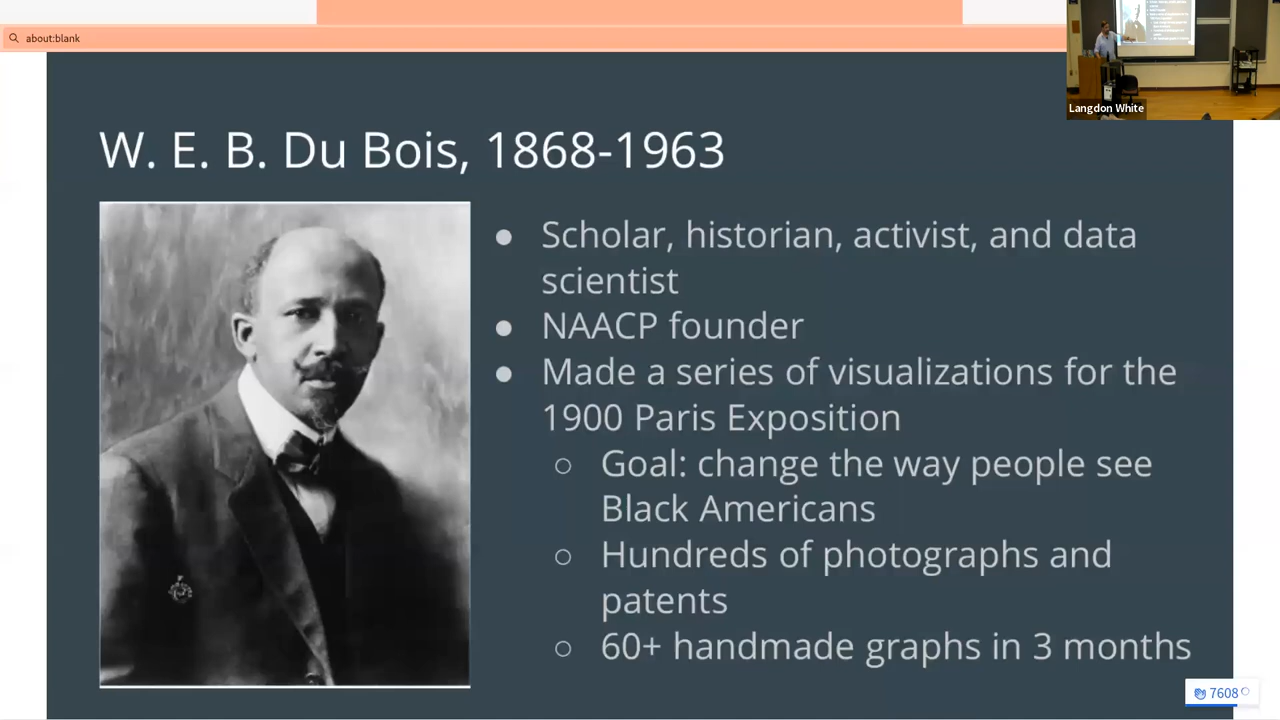 about:blank
Langdon White
W. E. B. Du Bois, 1868-1963
● Scholar, historian, activist, and data
scientist
● NAACP founder
● Made a series of visualizations for the
1900 Paris Exposition
○ Goal: change the way people see
Black Americans
○ Hundreds of photographs and
patents
○ 60+ handmade graphs in 3 months
7608